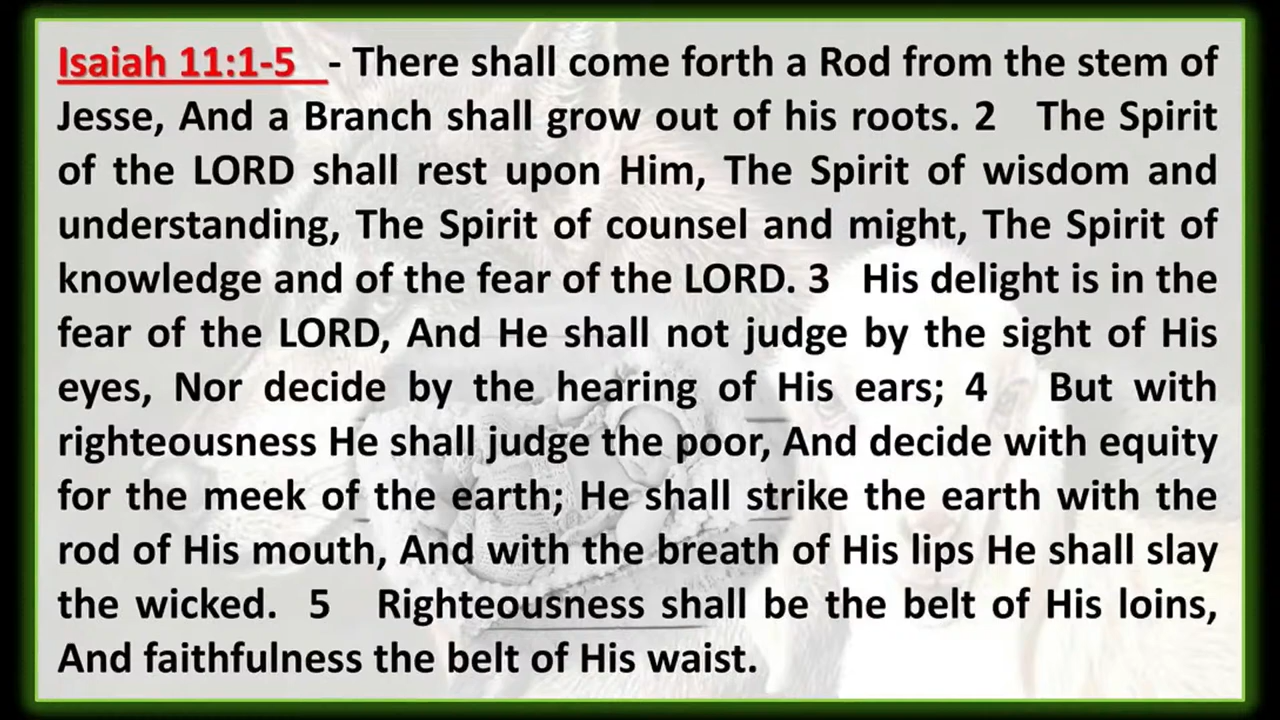 Isaiah 11:1-5 - There shall come forth a Rod from the stem of
Jesse, And a Branch shall grow out of his roots. 2 The Spirit
of the LORD shall rest upon Him, The Spirit of wisdom and
understanding, The Spirit of counsel and might, The Spirit of
knowledge and of the fear of the LORD. 3 His delight is in the
fear of the LORD, And He shall not judge by the sight of His
eyes, Nor decide by the hearing of His ears; 4 But with
righteousness He shall judge the poor, And decide with equity
for the meek of the earth; He shall strike the earth with the
rod of His mouth, And with the breath of His lips He shall slay
the wicked. 5 Righteousness shall be the belt of His loins,
And faithfulness the belt of His waist.